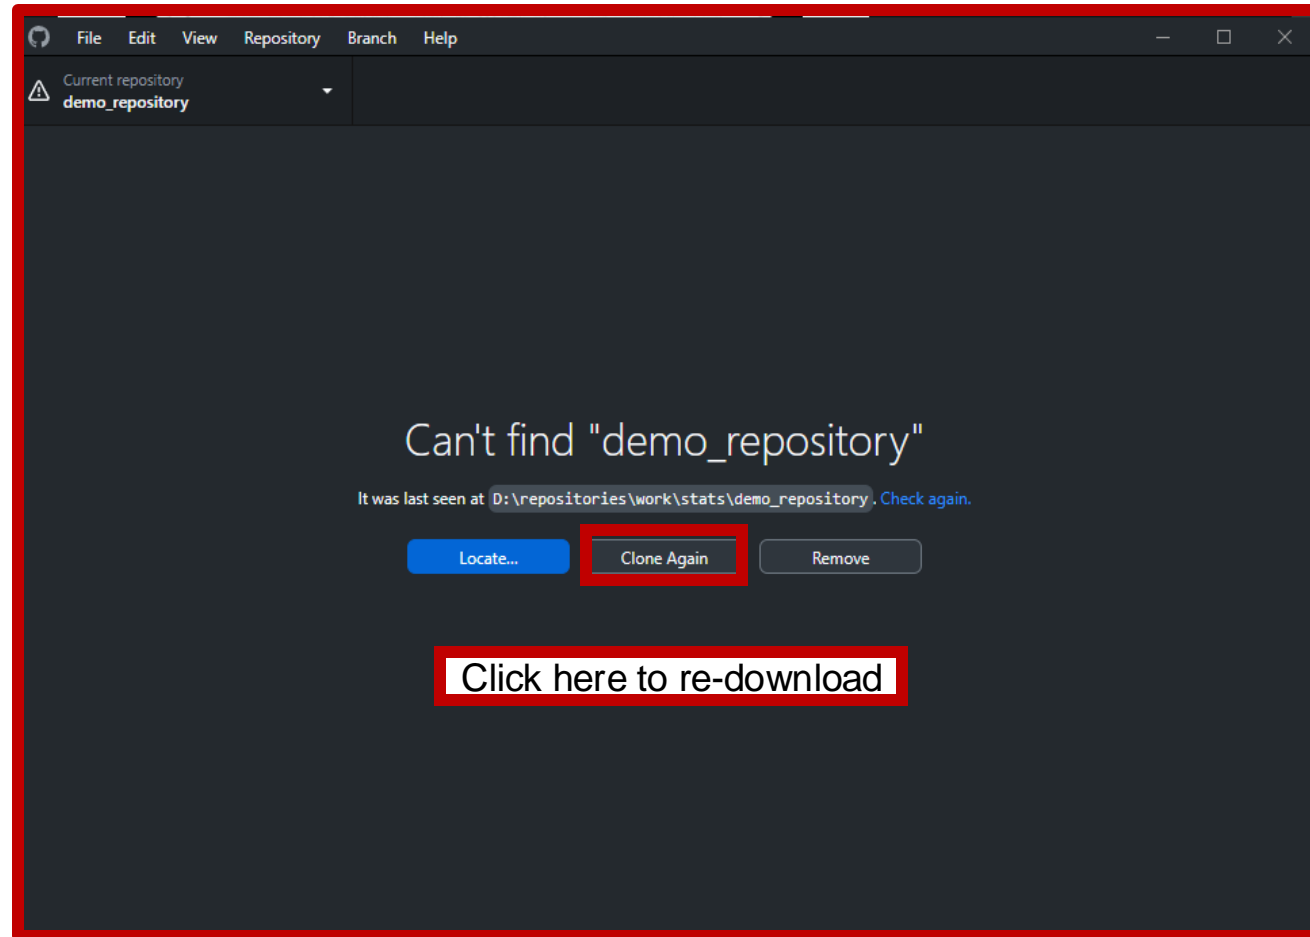 File Edit View Repository Branch Help
Current repository
demo_repository
Can't find "demo_repository"
It was last seen at D:\repositories\work\stats\demo_repository. Check again.
Locate... Clone Again Remove
Click here to re-download